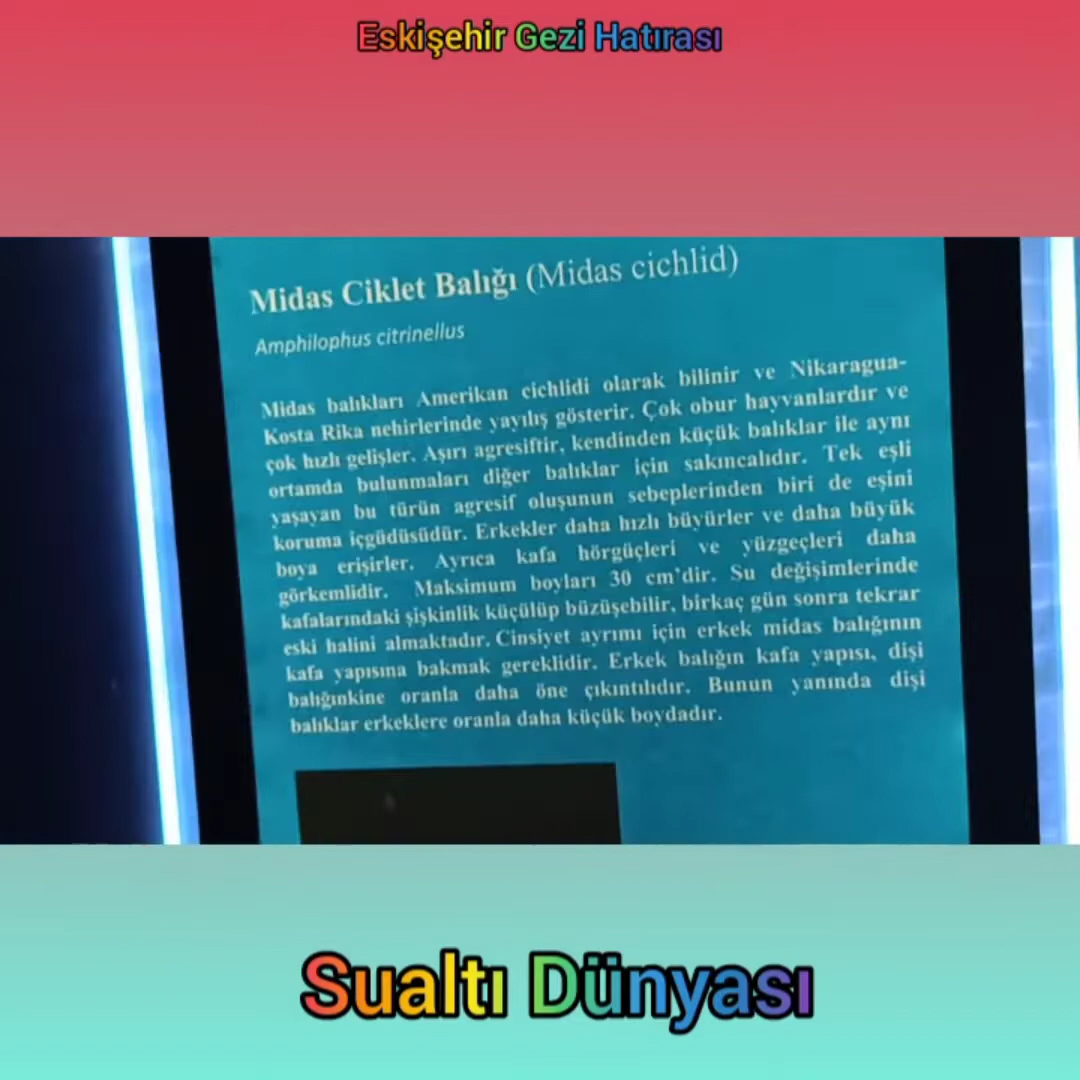 Eskişehir Gezi Hatırası
Midas Ciklet Balığı (Midas cichlid)
Amphilophus citrinellus
Midas balıkları Amerikan cichlidi olarak bilinir ve Nikaragua-
Kosta Rika nehirlerinde yayılış gösterir. Çok obur hayvanlardır ve
çok hızlı gelişler. Aşırı agresiftir, kendinden küçük balıklar ile aynı
ortamda bulunmaları diğer balıklar için sakıncalıdır. Tek eşli
yaşayan bu türün agresif oluşunun sebeplerinden biri de eşini
koruma içgüdüsüdür. Erkekler daha hızlı büyürler ve daha büyük
boya erişirler. Ayrıca kafa hörgüçleri ve yüzgeçleri daha
görkemlidir. Maksimum boyları 30 cm'dir. Su değişimlerinde
kafalarındaki şişkinlik küçülüp büzüşebilir, birkaç gün sonra tekrar
eski halini almaktadır. Cinsiyet ayrımı için erkek midas balığının
kafa yapısına bakmak gereklidir. Erkek balığın kafa yapısı, dişi
balığınkine oranla daha öne çıkıntılıdır. Bunun yanında dişi
balıklar erkeklere oranla daha küçük boydadır.
Sualtı Dünyası